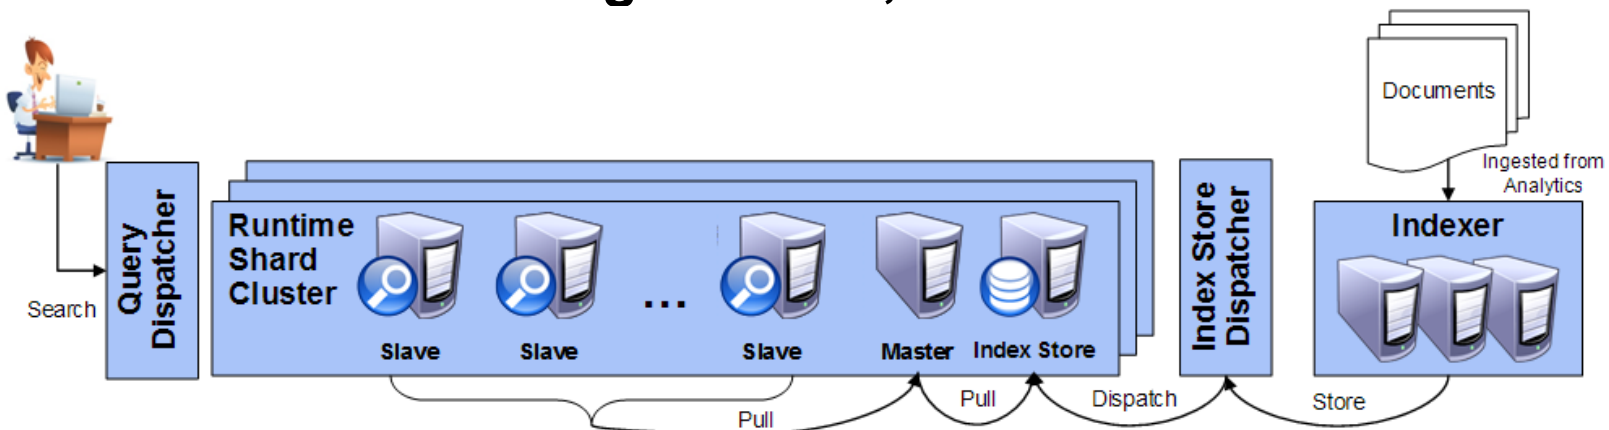 Documents
Ingested from
Analytics
Search
Query
Dispatcher
Runtime
Shard
Cluster
...
Slave
Slave
Slave
Master
Index Store
Index Store
Dispatcher
Indexer
Pull
Pull
Dispatch
Store